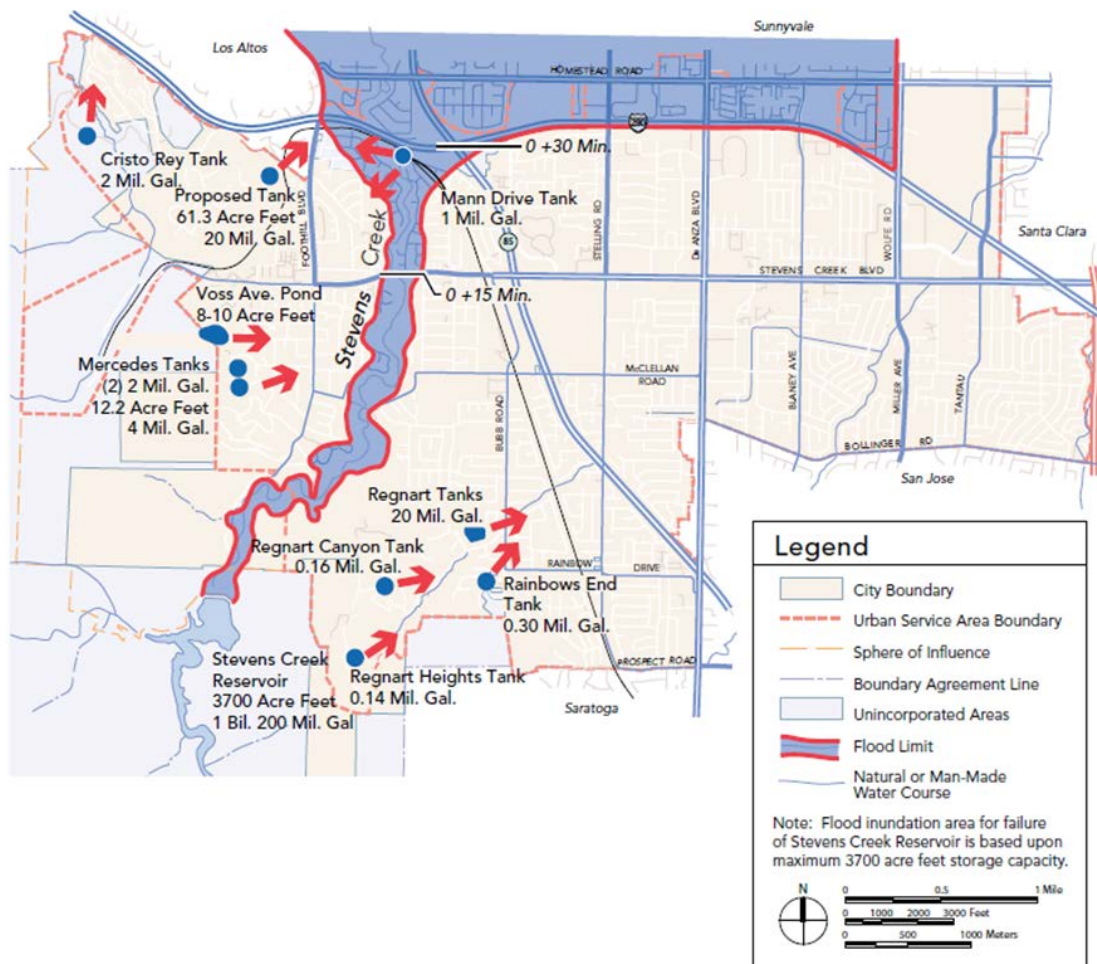 Los Altos
Sunnyvale
HOMESTEAD ROAD
280
0 +30 Min.
Cristo Rey Tank
2 Mil. Gal.
Proposed Tank
61.3 Acre Feet
20 Mil. Gal.
FOOTHILL BLVD
Stevens Creek
Mann Drive Tank
1 Mil. Gal.
85
STELLING RD
De ANZA BLVD
WOLFE RD
Santa Clara
STEVENS CREEK BLVD
0 +15 Min.
Voss Ave. Pond
8-10 Acre Feet
Mercedes Tanks
(2) 2 Mil. Gal.
12.2 Acre Feet
4 Mil. Gal.
McCLELLAN
ROAD
BUBB ROAD
BLANEY AVE
MILLER AVE
TANTAU
BOLLINGER RD
San Jose
Regnart Tanks
20 Mil. Gal.
Regnart Canyon Tank
0.16 Mil. Gal.
RAINBOW DRIVE
Rainbows End
Tank
0.30 Mil. Gal.
Stevens Creek
Reservoir
3700 Acre Feet
1 Bil. 200 Mil. Gal
Regnart Heights Tank
0.14 Mil. Gal.
PROSPECT ROAD
Saratoga
Legend
City Boundary
Urban Service Area Boundary
Sphere of Influence
Boundary Agreement Line
Unincorporated Areas
Flood Limit
Natural or Man-Made
Water Course
Note: Flood inundation area for failure
of Stevens Creek Reservoir is based upon
maximum 3700 acre feet storage capacity.
N
0 0.5 1 Mile
0 1000 2000 3000 Feet
0 500 1000 Meters